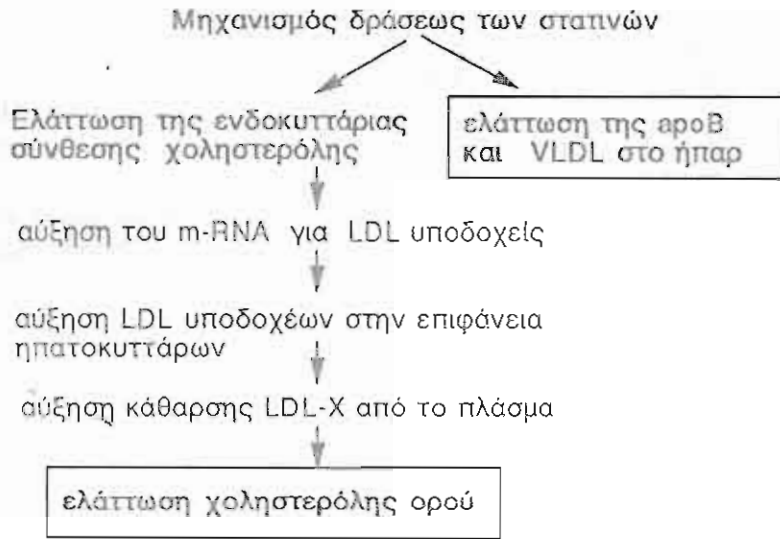 Μηχανισμός δράσεως των στατινών
Ελάττωση της ενδοκυττάριας
σύνθεσης χοληστερόλης
ελάττωση της apoB
και VLDL στο ήπαρ
αύξηση του m-RNA για LDL υποδοχείς
αύξηση LDL υποδοχέων στην επιφάνεια
ηπατοκυττάρων
αύξηση κάθαρσης LDL-X από το πλάσμα
ελάττωση χοληστερόλης ορού